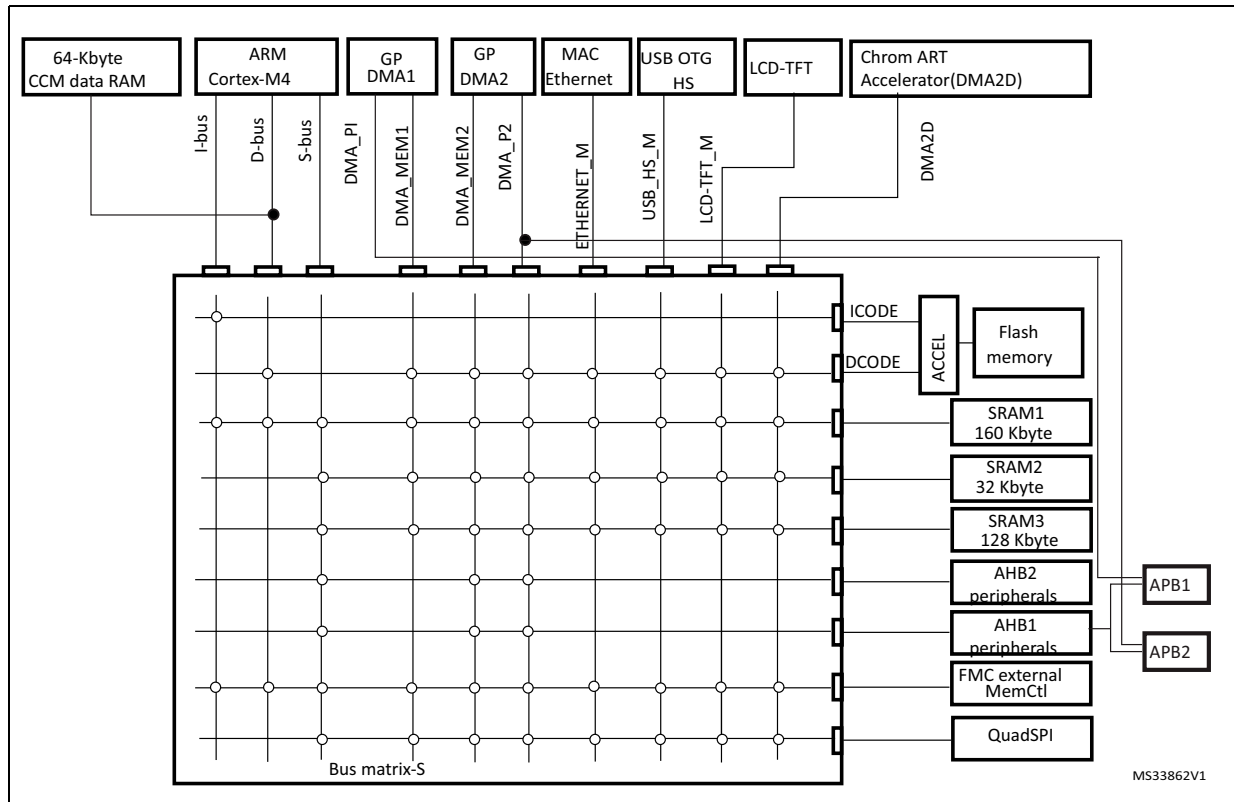 64-Kbyte
CCM data RAM
ARM
Cortex-M4
GP
DMA1
GP
DMA2
MAC
Ethernet
USB OTG
HS
LCD-TFT
Chrom ART
Accelerator(DMA2D)
I-bus
D-bus
S-bus
DMA_PI
DMA_MEM1
DMA_MEM2
DMA_P2
ETHERNET_M
USB_HS_M
LCD-TFT_M
DMA2D
ICODE
DCODE
ACCEL
Flash
memory
SRAM1
160 Kbyte
SRAM2
32 Kbyte
SRAM3
128 Kbyte
AHB2
peripherals
AHB1
peripherals
APB1
APB2
FMC external
MemCtl
QuadSPI
Bus matrix-S
MS33862V1